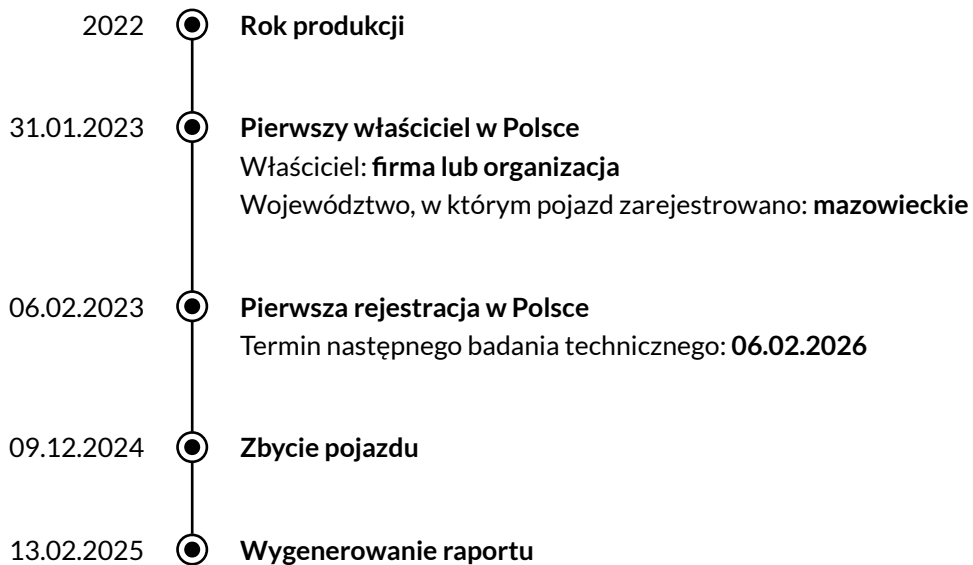 2022 Rok produkcji
31.01.2023 Pierwszy właściciel w Polsce
Właściciel: firma lub organizacja
Województwo, w którym pojazd zarejestrowano: mazowieckie
06.02.2023 Pierwsza rejestracja w Polsce
Termin następnego badania technicznego: 06.02.2026
09.12.2024 Zbycie pojazdu
13.02.2025 Wygenerowanie raportu